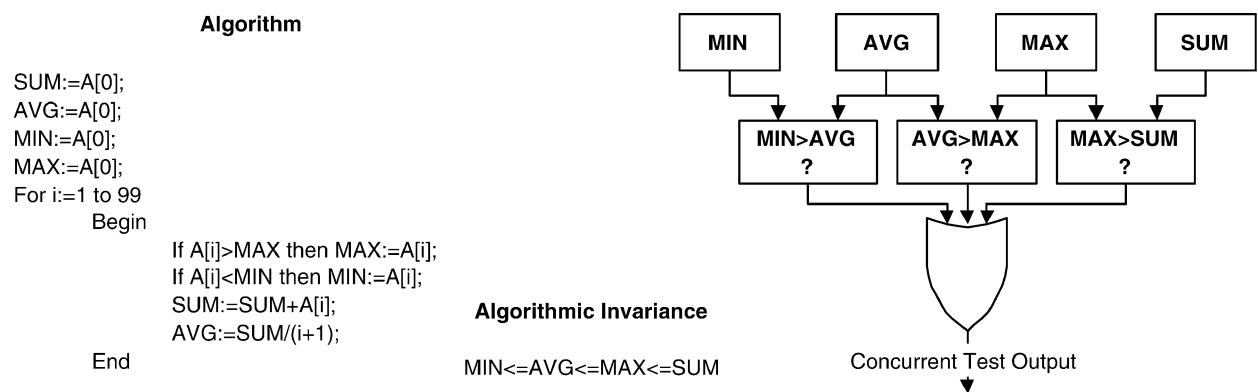 Algorithm
SUM:=A[0];
AVG:=A[0];
MIN:=A[0];
MAX:=A[0];
For i:=1 to 99
Begin
If A[i]>MAX then MAX:=A[i];
If A[i]<MIN then MIN:=A[i];
SUM:=SUM+A[i];
AVG:=SUM/(i+1);
End
Algorithmic Invariance
MIN<=AVG<=MAX<=SUM
MIN
AVG
MAX
SUM
MIN>AVG
?
AVG>MAX
?
MAX>SUM
?
Concurrent Test Output